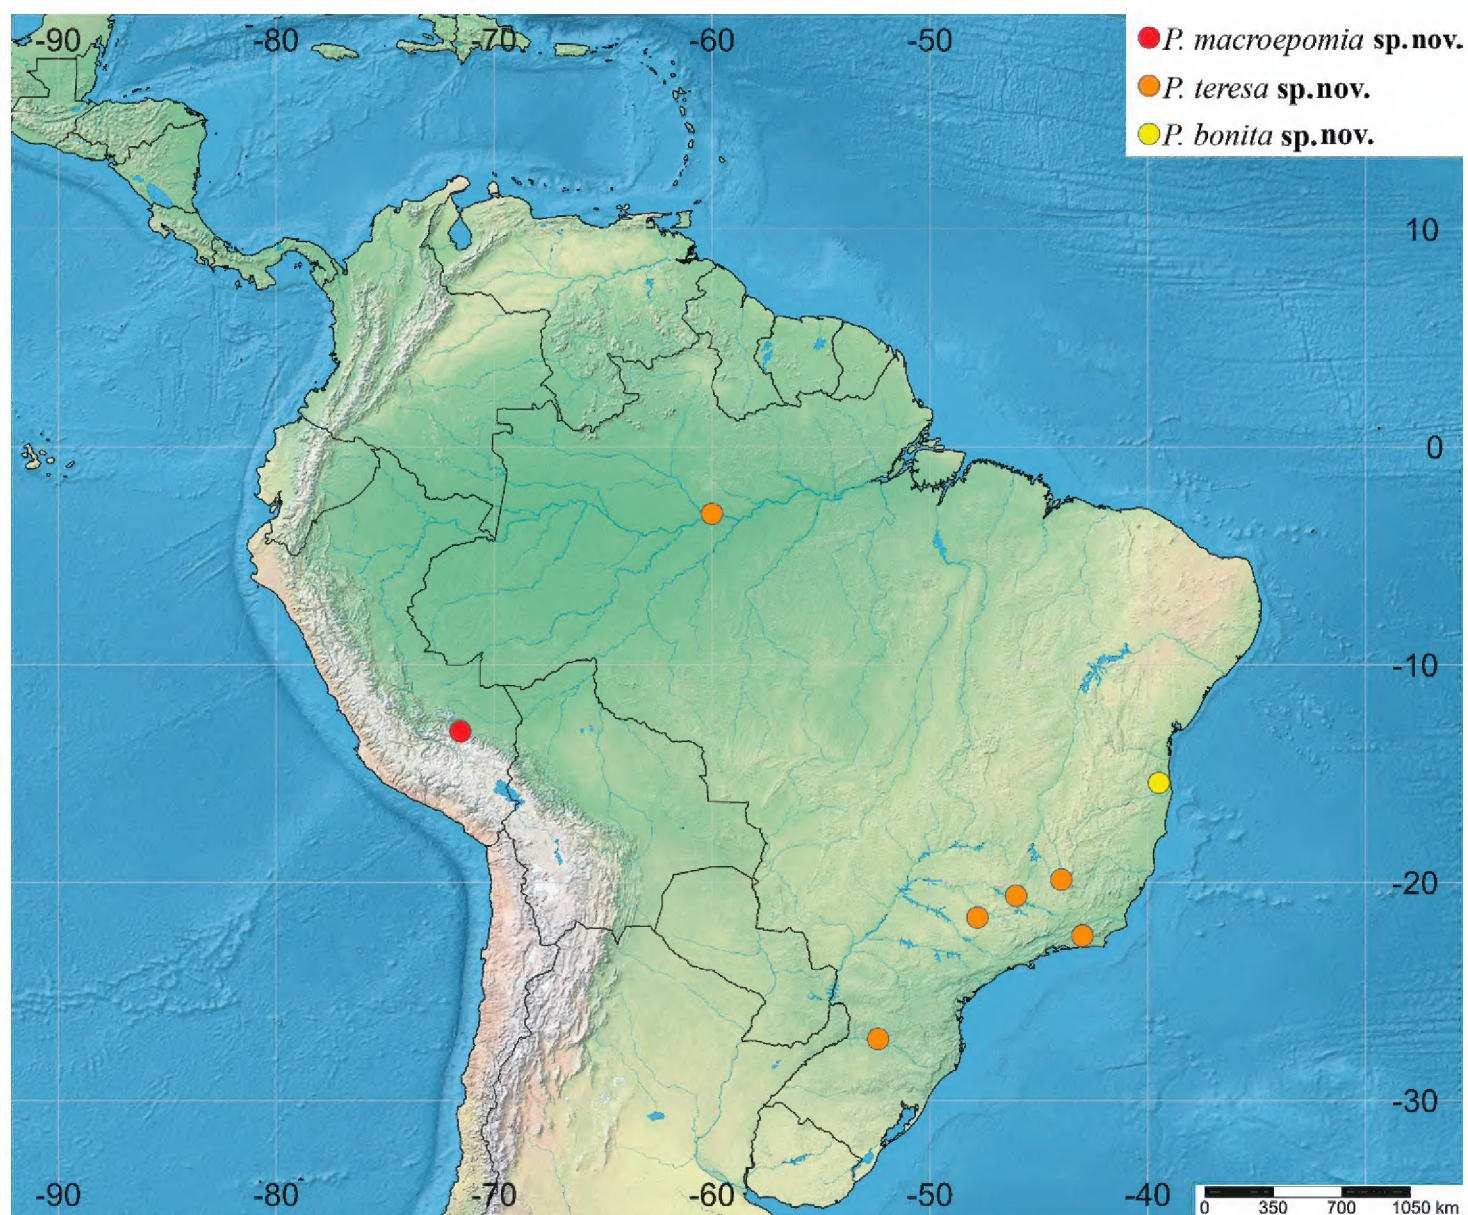 -90 -80 -70 -60 -50
P. macroepomia sp.nov.
P. teresa sp.nov.
P. bonita sp.nov.
10
0
-10
-20
-30
-90 -80 -70 -60 -50 -40
0 350 700 1050 km